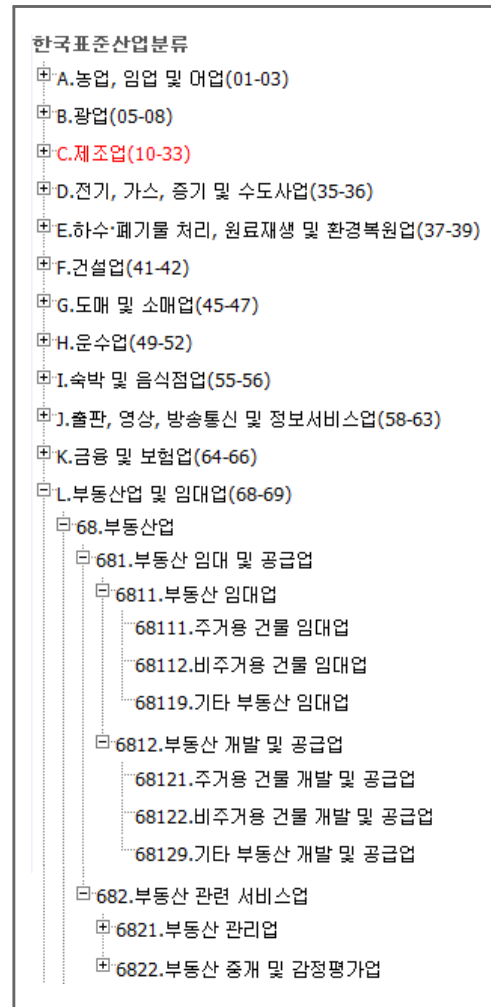 한국표준산업분류
A.농업, 임업 및 어업(01-03)
B.광업(05-08)
C.제조업(10-33)
D.전기, 가스, 증기 및 수도사업(35-36)
E.하수·폐기물 처리, 원료재생 및 환경복원업(37-39)
F.건설업(41-42)
G.도매 및 소매업(45-47)
H.운수업(49-52)
I.숙박 및 음식점업(55-56)
J.출판, 영상, 방송통신 및 정보서비스업(58-63)
K.금융 및 보험업(64-66)
L.부동산업 및 임대업(68-69)
68.부동산업
681.부동산 임대 및 공급업
6811.부동산 임대업
68111.주거용 건물 임대업
68112.비주거용 건물 임대업
68119.기타 부동산 임대업
6812.부동산 개발 및 공급업
68121.주거용 건물 개발 및 공급업
68122.비주거용 건물 개발 및 공급업
68129.기타 부동산 개발 및 공급업
682.부동산 관련 서비스업
6821.부동산 관리업
6822.부동산 중개 및 감정평가업